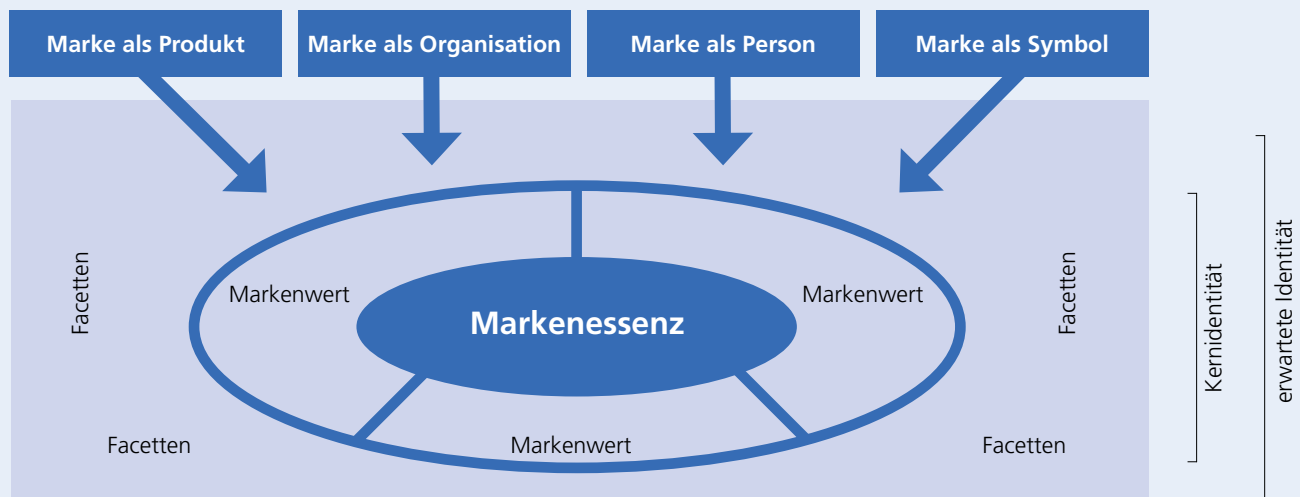 Marke als Produkt
Marke als Organisation
Marke als Person
Marke als Symbol
Facetten
Markenwert
Markenessenz
Markenwert
Facetten
Facetten
Markenwert
Facetten
Kernidentität
erwartete Identität